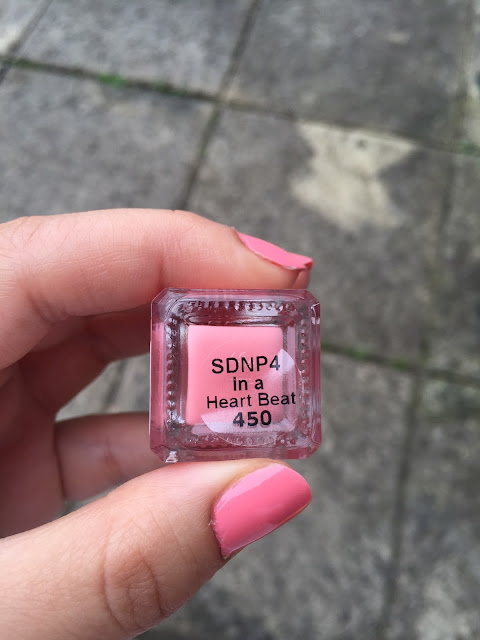 SDNP4
in a
Heart Beat
450